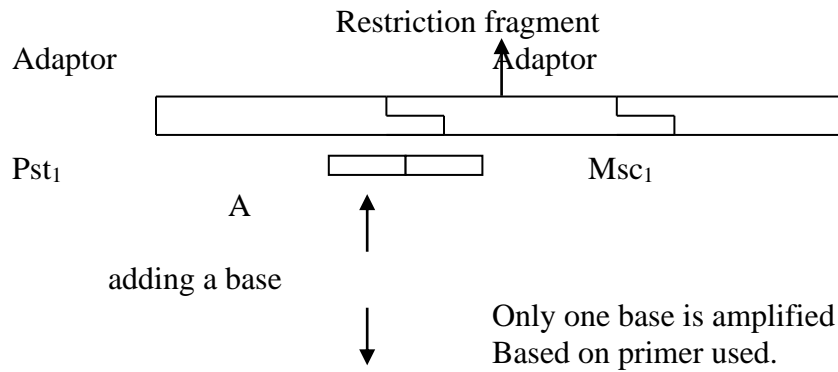 Restriction fragment
Adaptor Adaptor
Pst1 Msc1
A
adding a base
Only one base is amplified
Based on primer used.